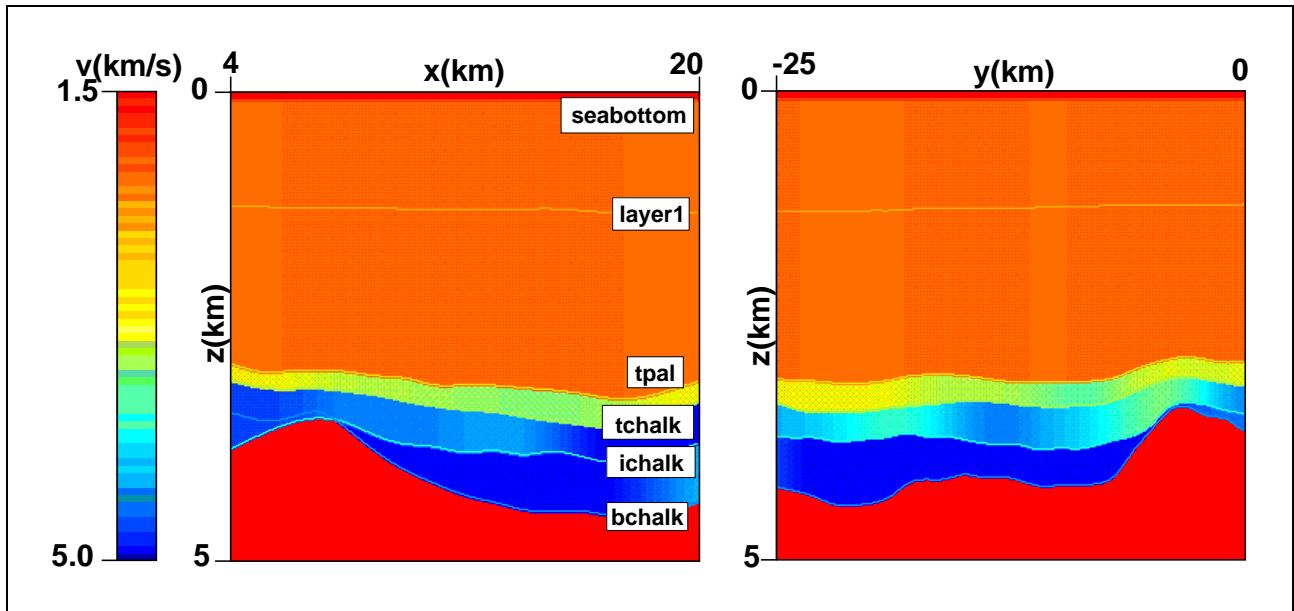 v(km/s)
1.5
5.0
4
x(km)
20
0
z(km)
5
seabottom
layer1
tpal
tchalk
ichalk
bchalk
-25
y(km)
0
0
z(km)
5